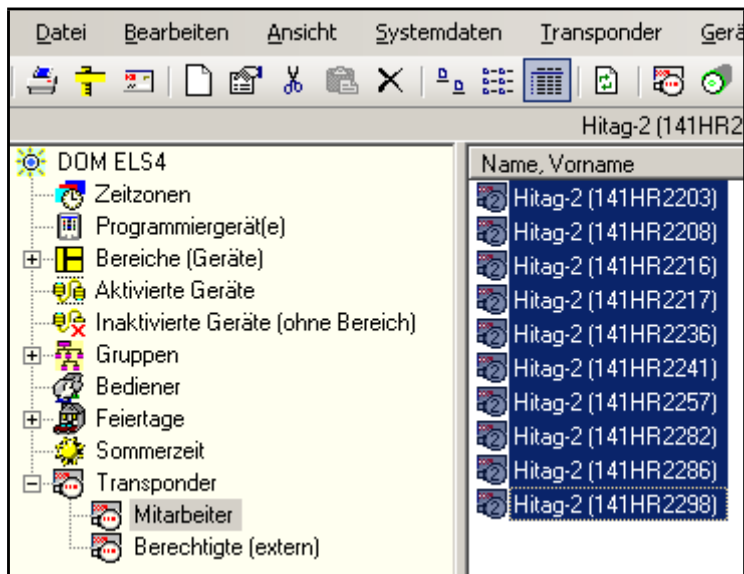 Datei Bearbeiten Ansicht Systemdaten Transponder Gerä
Hitag-2 (141HR2
DOM ELS4
Zeitzonen
Programmiergerät(e)
Bereiche (Geräte)
Aktivierte Geräte
Inaktivierte Geräte (ohne Bereich)
Gruppen
Bediener
Feiertage
Sommerzeit
Transponder
Mitarbeiter
Berechtigte (extern)
Name, Vorname
Hitag-2 (141HR2203)
Hitag-2 (141HR2208)
Hitag-2 (141HR2216)
Hitag-2 (141HR2217)
Hitag-2 (141HR2236)
Hitag-2 (141HR2241)
Hitag-2 (141HR2257)
Hitag-2 (141HR2282)
Hitag-2 (141HR2286)
Hitag-2 (141HR2298)